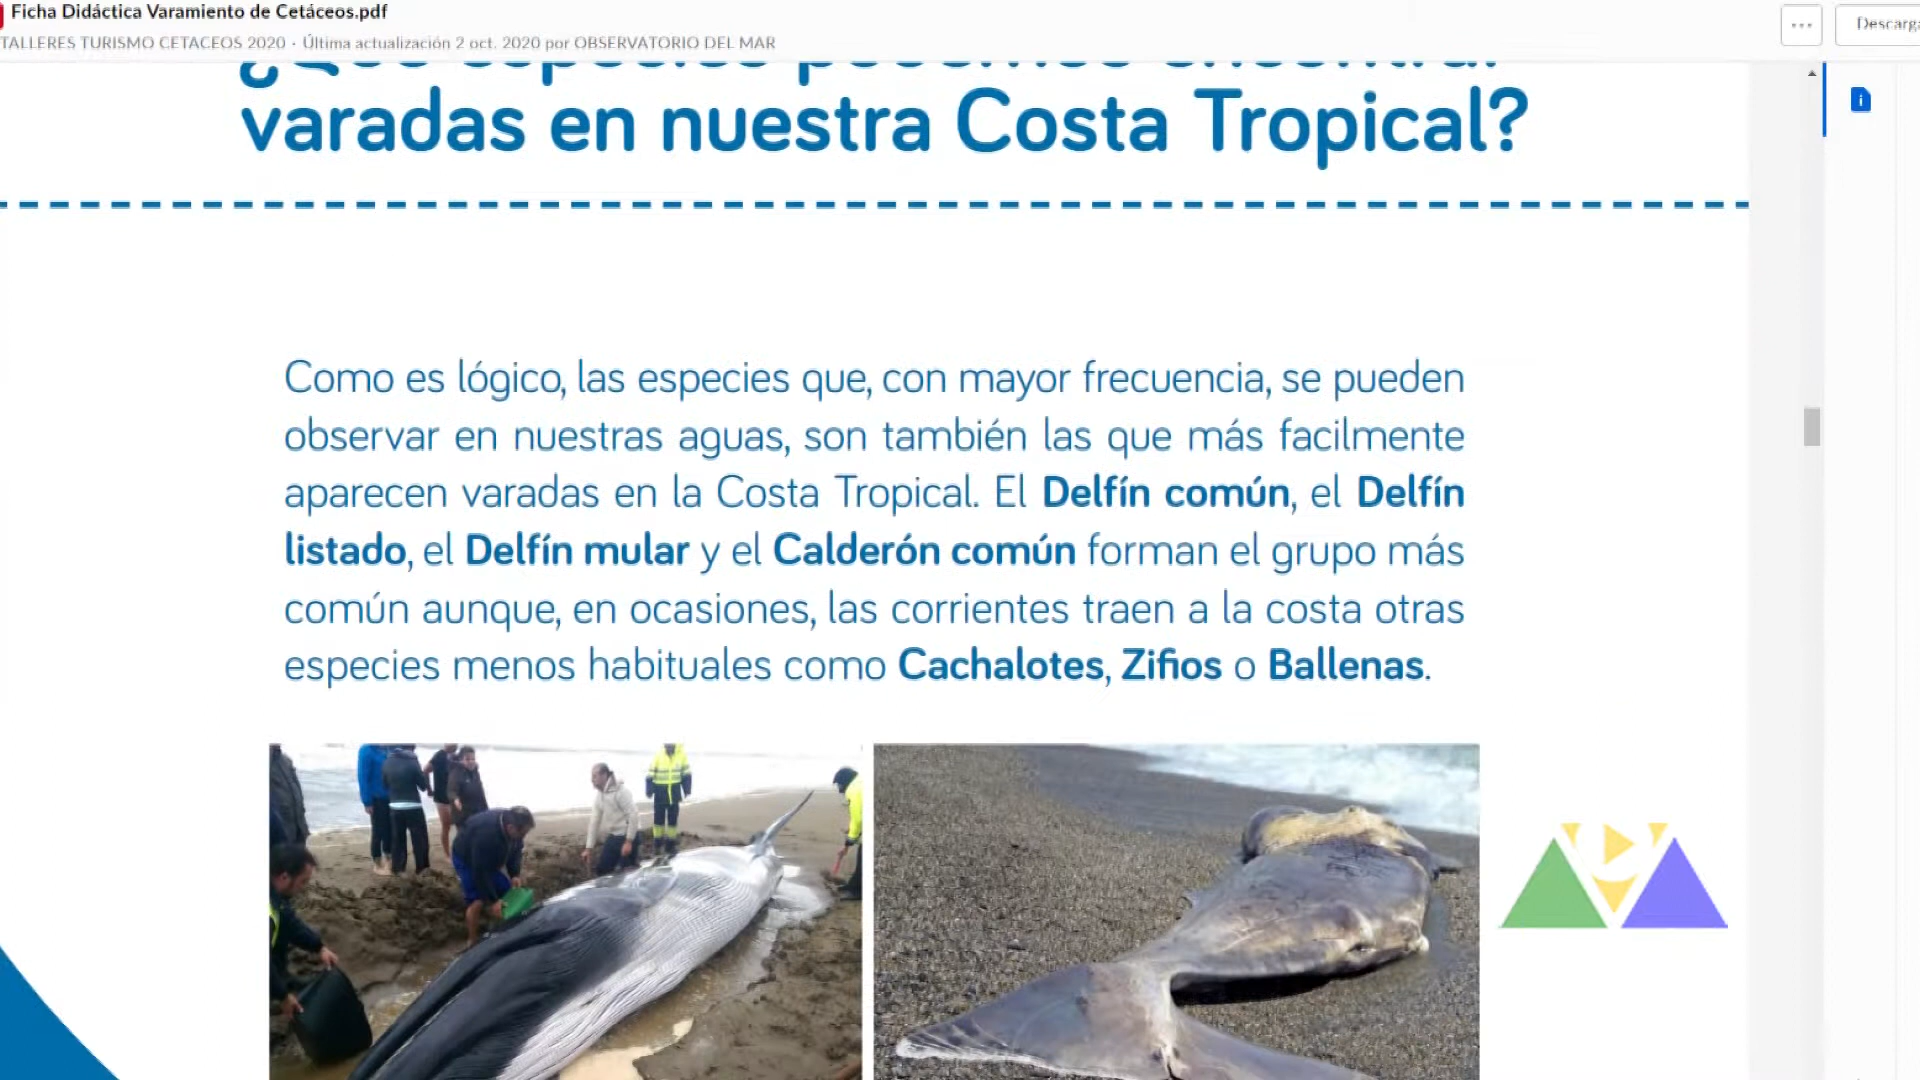 Ficha Didáctica Varamiento de Cetáceos.pdf
TALLERES TURISMO CETACEOS 2020 · Última actualización 2 oct. 2020 por OBSERVATORIO DEL MAR
¿Qué especies podemos encontrar
varadas en nuestra Costa Tropical?
Como es lógico, las especies que, con mayor frecuencia, se pueden
observar en nuestras aguas, son también las que más facilmente
aparecen varadas en la Costa Tropical. El Delfín común, el Delfín
listado, el Delfín mular y el Calderón común forman el grupo más
común aunque, en ocasiones, las corrientes traen a la costa otras
especies menos habituales como Cachalotes, Zifios o Ballenas.